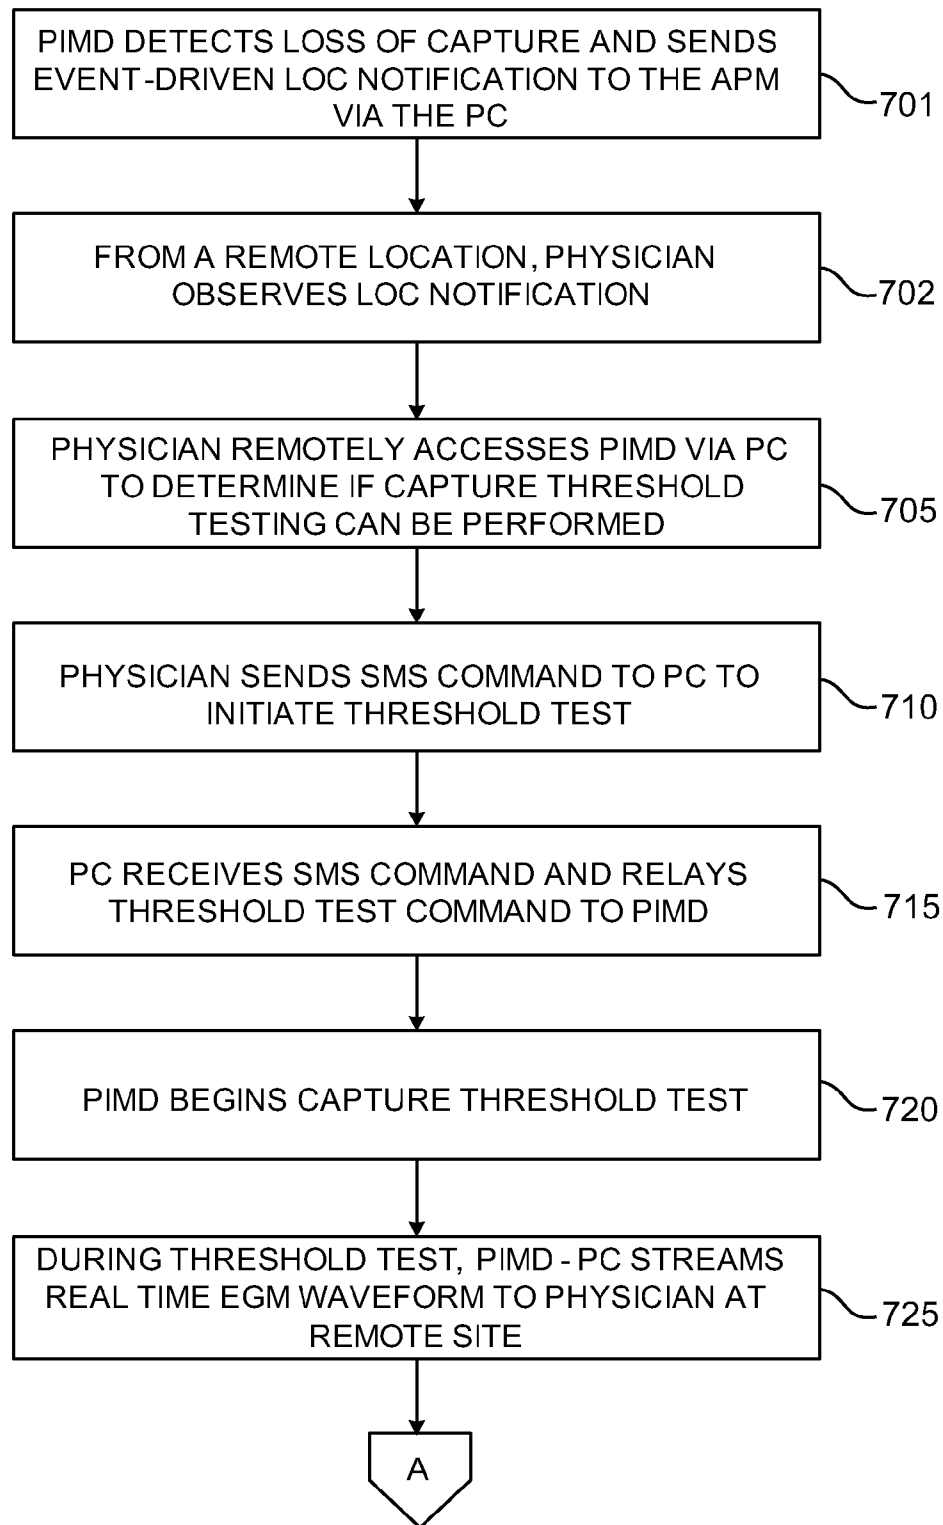 PIMD DETECTS LOSS OF CAPTURE AND SENDS
EVENT-DRIVEN LOC NOTIFICATION TO THE APM
VIA THE PC
701
FROM A REMOTE LOCATION, PHYSICIAN
OBSERVES LOC NOTIFICATION
702
PHYSICIAN REMOTELY ACCESSES PIMD VIA PC
TO DETERMINE IF CAPTURE THRESHOLD
TESTING CAN BE PERFORMED
705
PHYSICIAN SENDS SMS COMMAND TO PC TO
INITIATE THRESHOLD TEST
710
PC RECEIVES SMS COMMAND AND RELAYS
THRESHOLD TEST COMMAND TO PIMD
715
PIMD BEGINS CAPTURE THRESHOLD TEST
720
DURING THRESHOLD TEST, PIMD - PC STREAMS
REAL TIME EGM WAVEFORM TO PHYSICIAN AT
REMOTE SITE
725
A